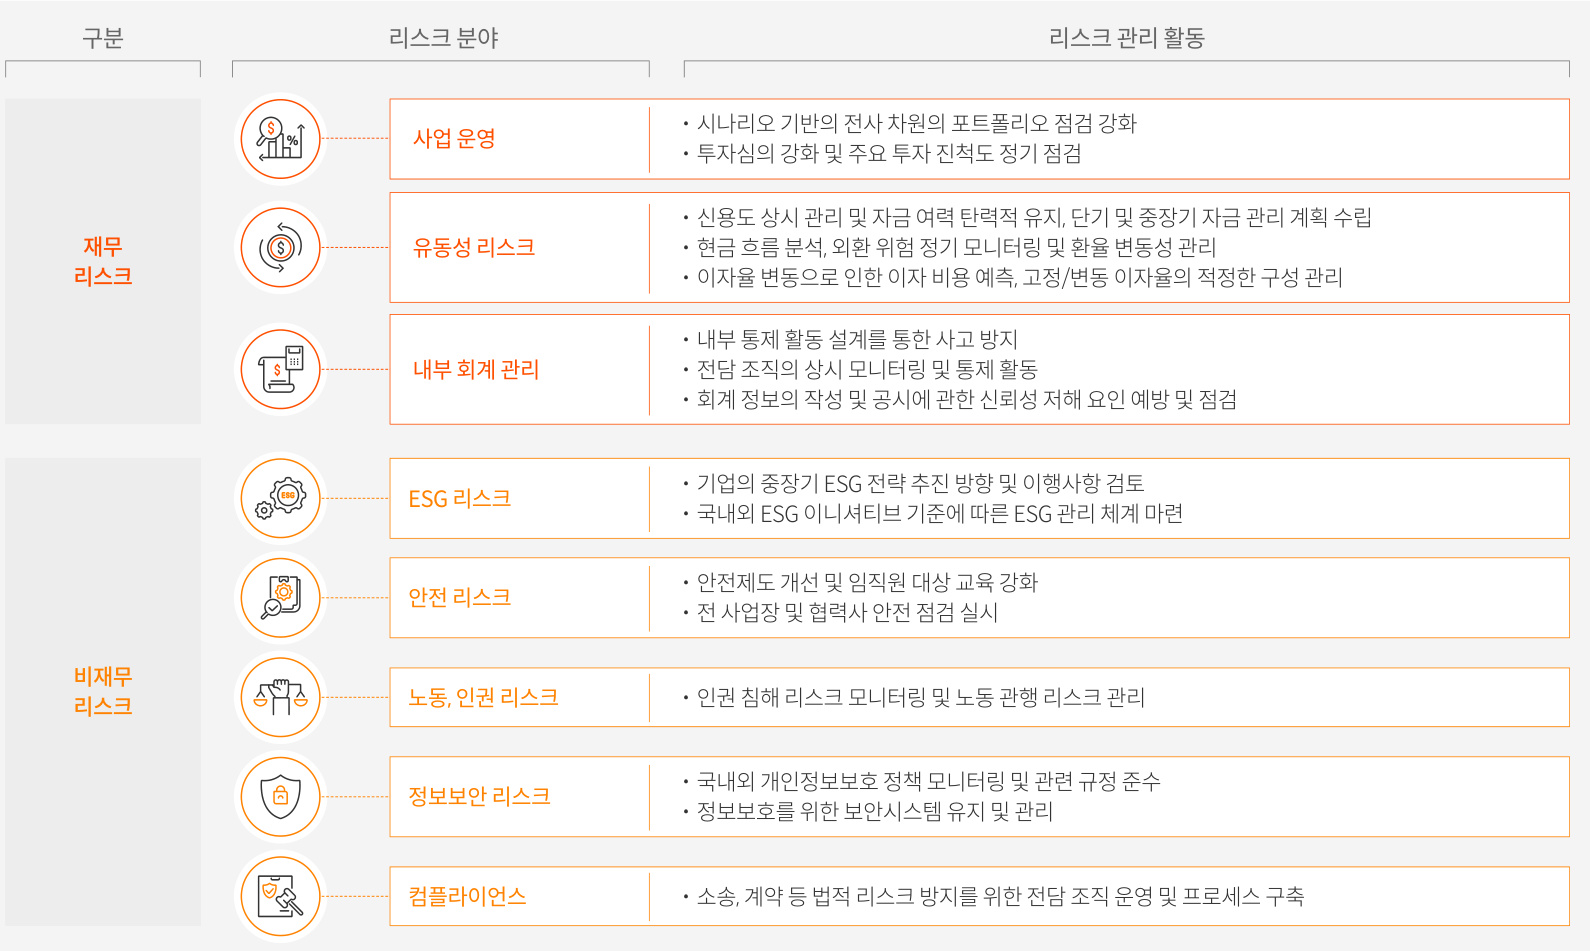 구분
리스크 분야
리스크 관리 활동
재무
리스크
사업 운영
• 시나리오 기반의 전사 차원의 포트폴리오 점검 강화
• 투자심의 강화 및 주요 투자 진척도 정기 점검
유동성 리스크
• 신용도 상시 관리 및 자금 여력 탄력적 유지, 단기 및 중장기 자금 관리 계획 수립
• 현금 흐름 분석, 외환 위험 정기 모니터링 및 환율 변동성 관리
• 이자율 변동으로 인한 이자 비용 예측, 고정/변동 이자율의 적정한 구성 관리
내부 회계 관리
• 내부 통제 활동 설계를 통한 사고 방지
• 전담 조직의 상시 모니터링 및 통제 활동
• 회계 정보의 작성 및 공시에 관한 신뢰성 저해 요인 예방 및 점검
비재무
리스크
ESG
ESG 리스크
• 기업의 중장기 ESG 전략 추진 방향 및 이행사항 검토
• 국내외 ESG 이니셔티브 기준에 따른 ESG 관리 체계 마련
안전 리스크
• 안전제도 개선 및 임직원 대상 교육 강화
• 전 사업장 및 협력사 안전 점검 실시
노동, 인권 리스크
• 인권 침해 리스크 모니터링 및 노동 관행 리스크 관리
정보보안 리스크
• 국내외 개인정보보호 정책 모니터링 및 관련 규정 준수
• 정보보호를 위한 보안시스템 유지 및 관리
컴플라이언스
• 소송, 계약 등 법적 리스크 방지를 위한 전담 조직 운영 및 프로세스 구축